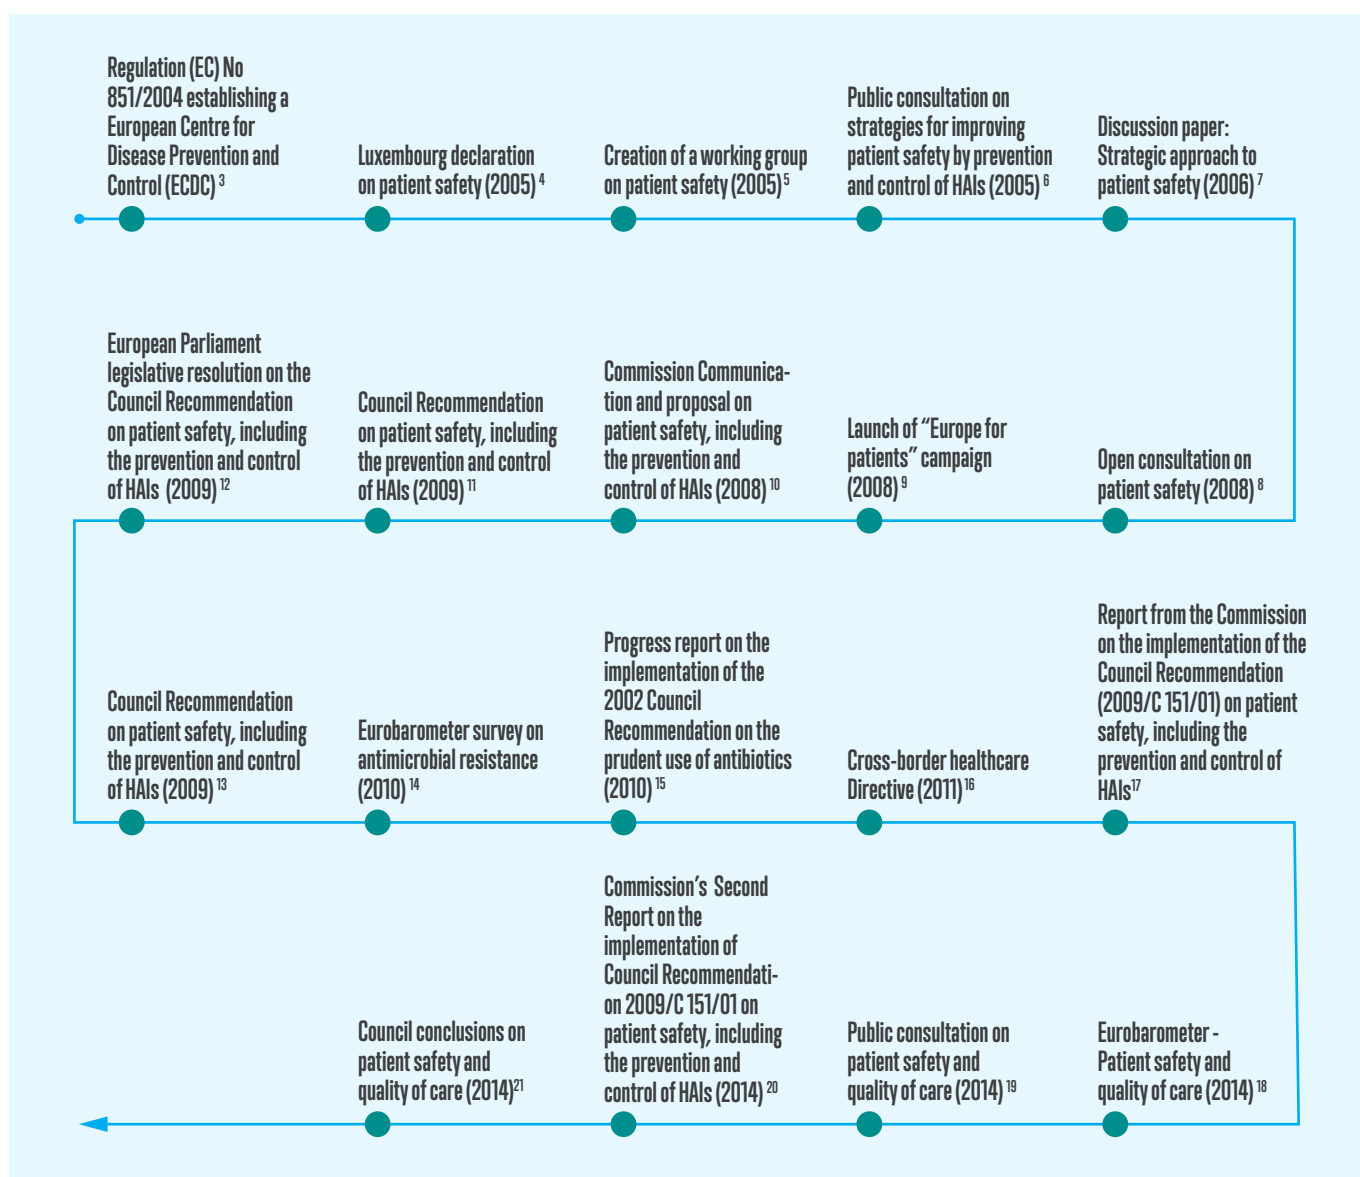 Regulation (EC) No
851/2004 establishing a
European Centre for
Disease Prevention and
Control (ECDC) 3
Luxembourg declaration
on patient safety (2005) 4
Creation of a working group
on patient safety (2005) 5
Public consultation on
strategies for improving
patient safety by prevention
and control of HAIs (2005) 6
Discussion paper:
Strategic approach to
patient safety (2006) 7
European Parliament
legislative resolution on the
Council Recommendation
on patient safety, including
the prevention and control
of HAIs (2009) 12
Council Recommendation
on patient safety, including
the prevention and control
of HAIs (2009) 11
Commission Communica-
tion and proposal on
patient safety, including
the prevention and
control of HAIs (2008) 10
Launch of “Europe for
patients” campaign
(2008) 9
Open consultation on
patient safety (2008) 8
Council Recommendation
on patient safety, including
the prevention and control
of HAIs (2009) 13
Eurobarometer survey on
antimicrobial resistance
(2010) 14
Progress report on the
implementation of the
2002 Council
Recommendation on the
prudent use of antibiotics
(2010) 15
Cross-border healthcare
Directive (2011) 16
Report from the Commission
on the implementation of the
Council Recommendation
(2009/C 151/01) on patient
safety, including the
prevention and control of
HAIs17
Council conclusions on
patient safety and
quality of care (2014)21
Commission’s Second
Report on the
implementation of
Council Recommendati-
on 2009/C 151/01 on
patient safety, including
the prevention and
control of HAIs (2014) 20
Public consultation on
patient safety and
quality of care (2014) 19
Eurobarometer -
Patient safety and
quality of care (2014) 18